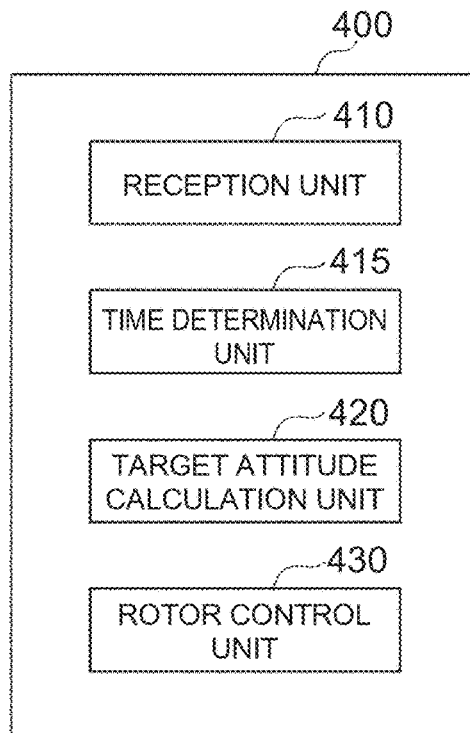 400
410
RECEPTION UNIT
415
TIME DETERMINATION
UNIT
420
TARGET ATTITUDE
CALCULATION UNIT
430
ROTOR CONTROL
UNIT